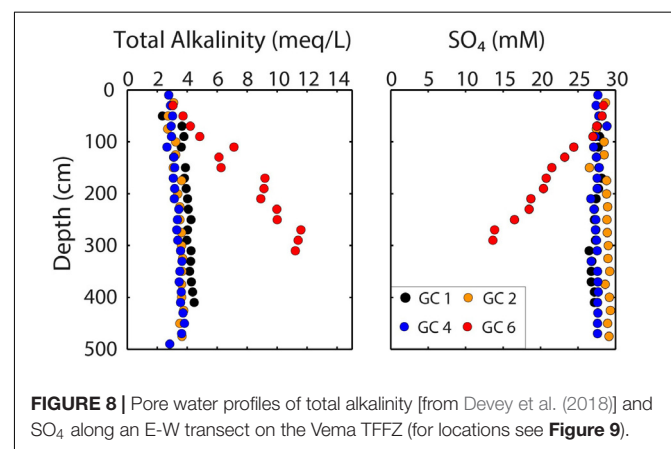 Total Alkalinity (meq/L)
SO4 (mM)
0 2 4 6 8 10 12 14
0 5 10 15 20 25 30
0
100
200
300
400
500
Depth (cm)
GC 1 GC 2
GC 4 GC 6
FIGURE 8 | Pore water profiles of total alkalinity [from Devey et al. (2018)] and
SO4 along an E-W transect on the Vema TFFZ (for locations see Figure 9).